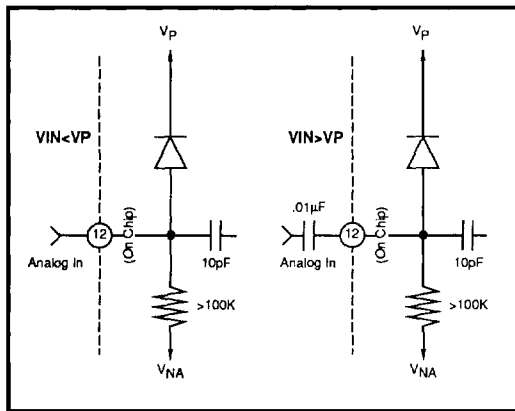 VP
VIN<VP
12
(On Chip)
Analog In
10pF
>100K
VNA
VP
VIN>VP
.01µF
12
(On Chip)
Analog In
10pF
>100K
VNA